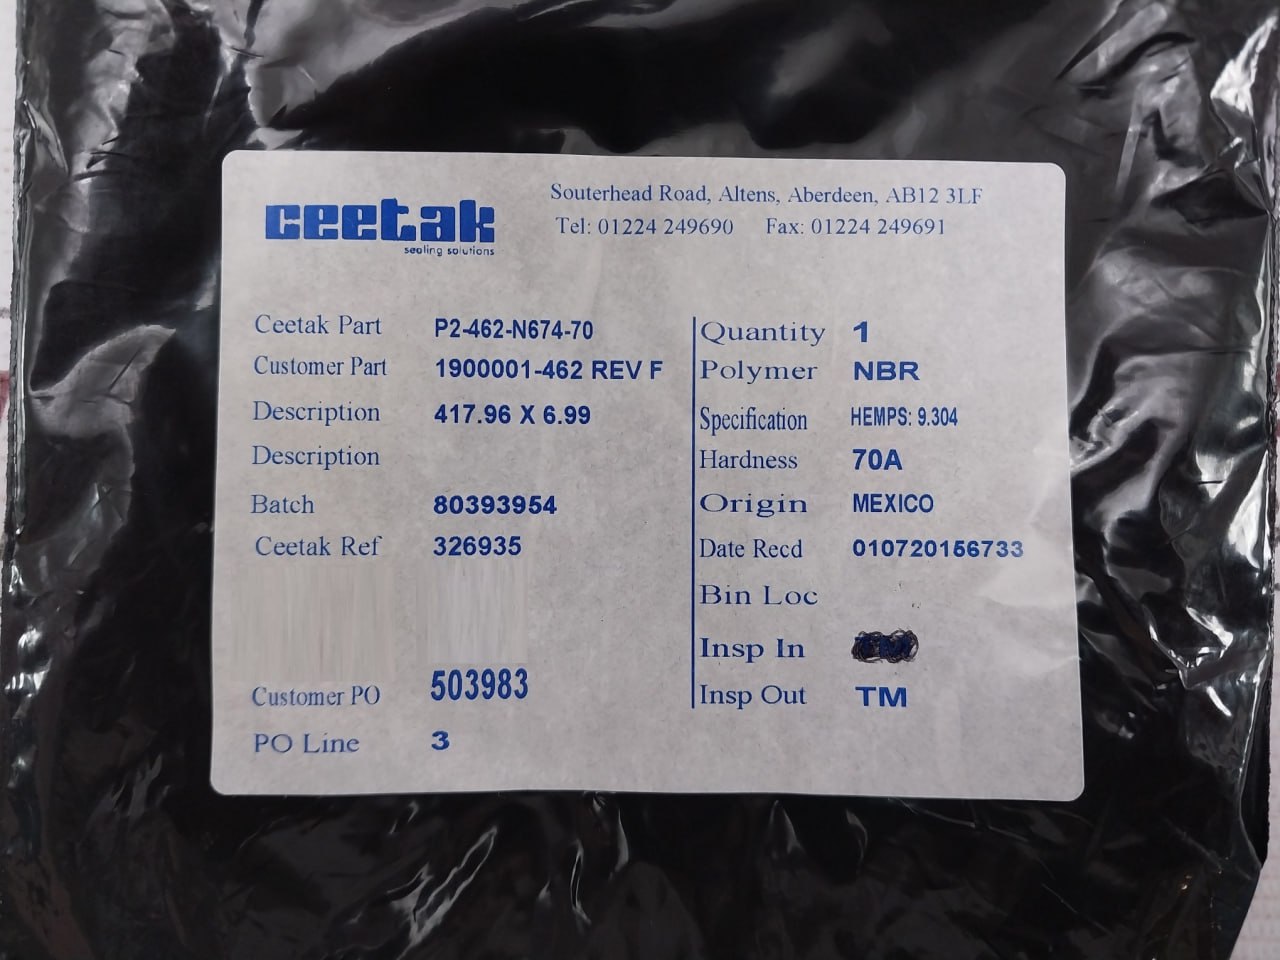 ceetak
sealing solutions
Souterhead Road, Altens, Aberdeen, AB12 3LF
Tel: 01224 249690 Fax: 01224 249691
Ceetak Part P2-462-N674-70
Customer Part 1900001-462 REV F
Description 417.96 X 6.99
Description
Batch 80393954
Ceetak Ref 326935
Customer PO 503983
PO Line 3
Quantity 1
Polymer NBR
Specification HEMPS: 9.304
Hardness 70A
Origin MEXICO
Date Recd 010720156733
Bin Loc
Insp In
Insp Out TM